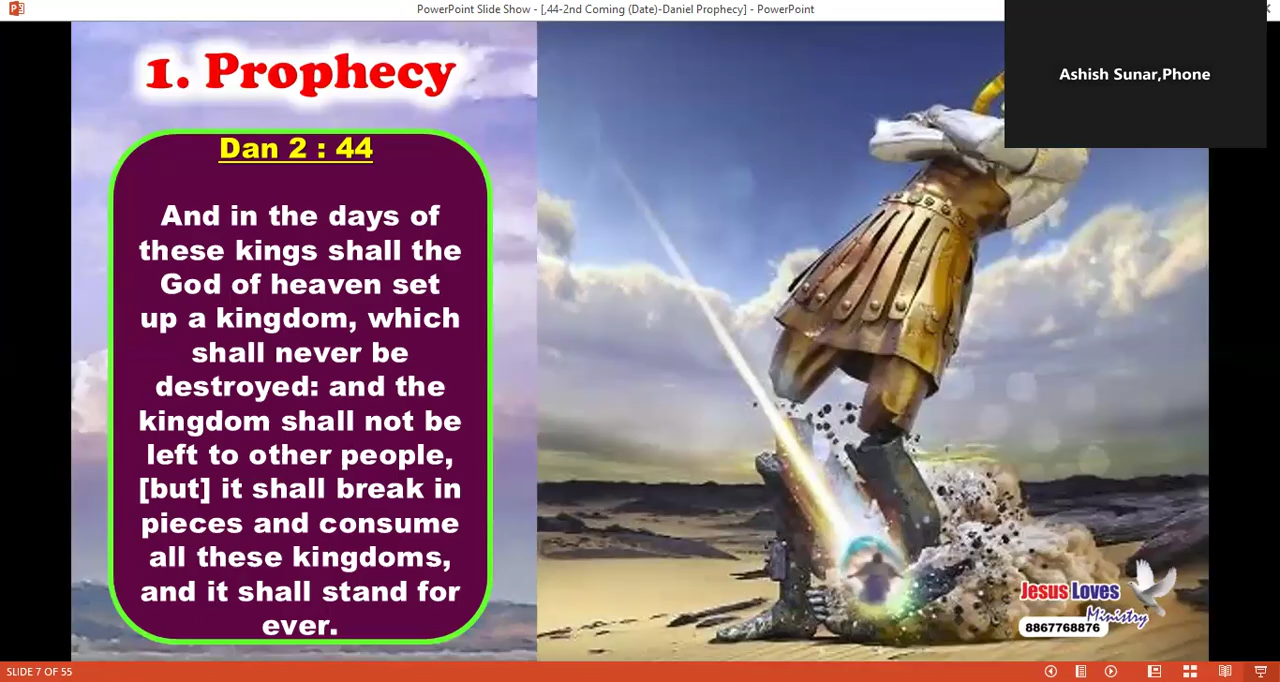 PowerPoint Slide Show - [,44-2nd Coming (Date)-Daniel Prophecy] - PowerPoint
Ashish Sunar,Phone
1. Prophecy
Dan 2 : 44
And in the days of
these kings shall the
God of heaven set
up a kingdom, which
shall never be
destroyed: and the
kingdom shall not be
left to other people,
[but] it shall break in
pieces and consume
all these kingdoms,
and it shall stand for
ever.
Jesus Loves
Ministry
8867768876
SLIDE 7 OF 55